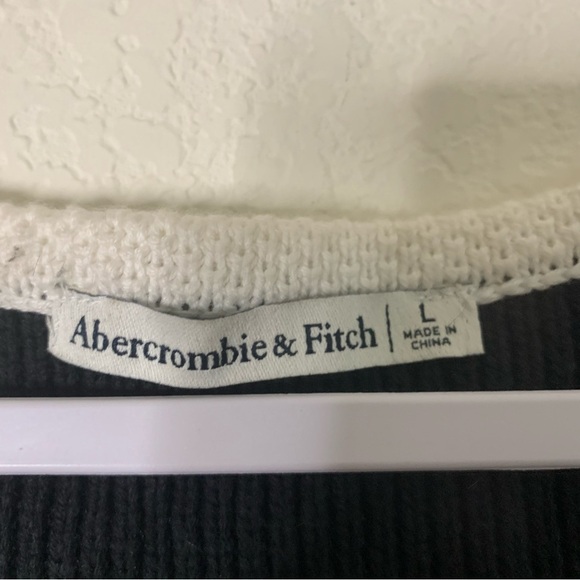 Abercrombie & Fitch
L
MADE IN
CHINA